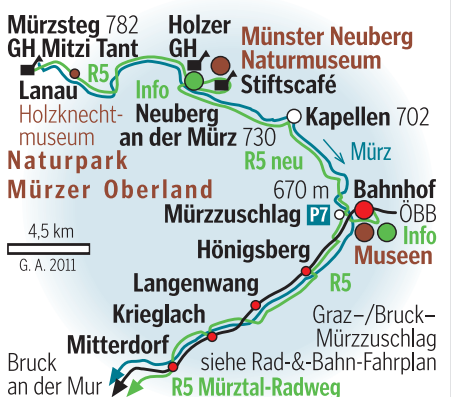 Mürzsteg 782
GH Mitzi Tant
Holzer
GH
Münster Neuberg
Naturmuseum
R5
Info
Stiftscafé
Lanau
Holzknecht-
museum
Neuberg
an der Mürz 730
Kapellen 702
R5 neu
Mürz
Naturpark
Mürzer Oberland
670 m
Bahnhof
Mürzzuschlag P7
ÖBB
Info
Museen
4,5 km
G. A. 2011
Hönigsberg
R5
Langenwang
Krieglach
Mitterdorf
Graz–/Bruck–
Mürzzuschlag
siehe Rad-&-Bahn-Fahrplan
Bruck
an der Mur
R5 Mürztal-Radweg